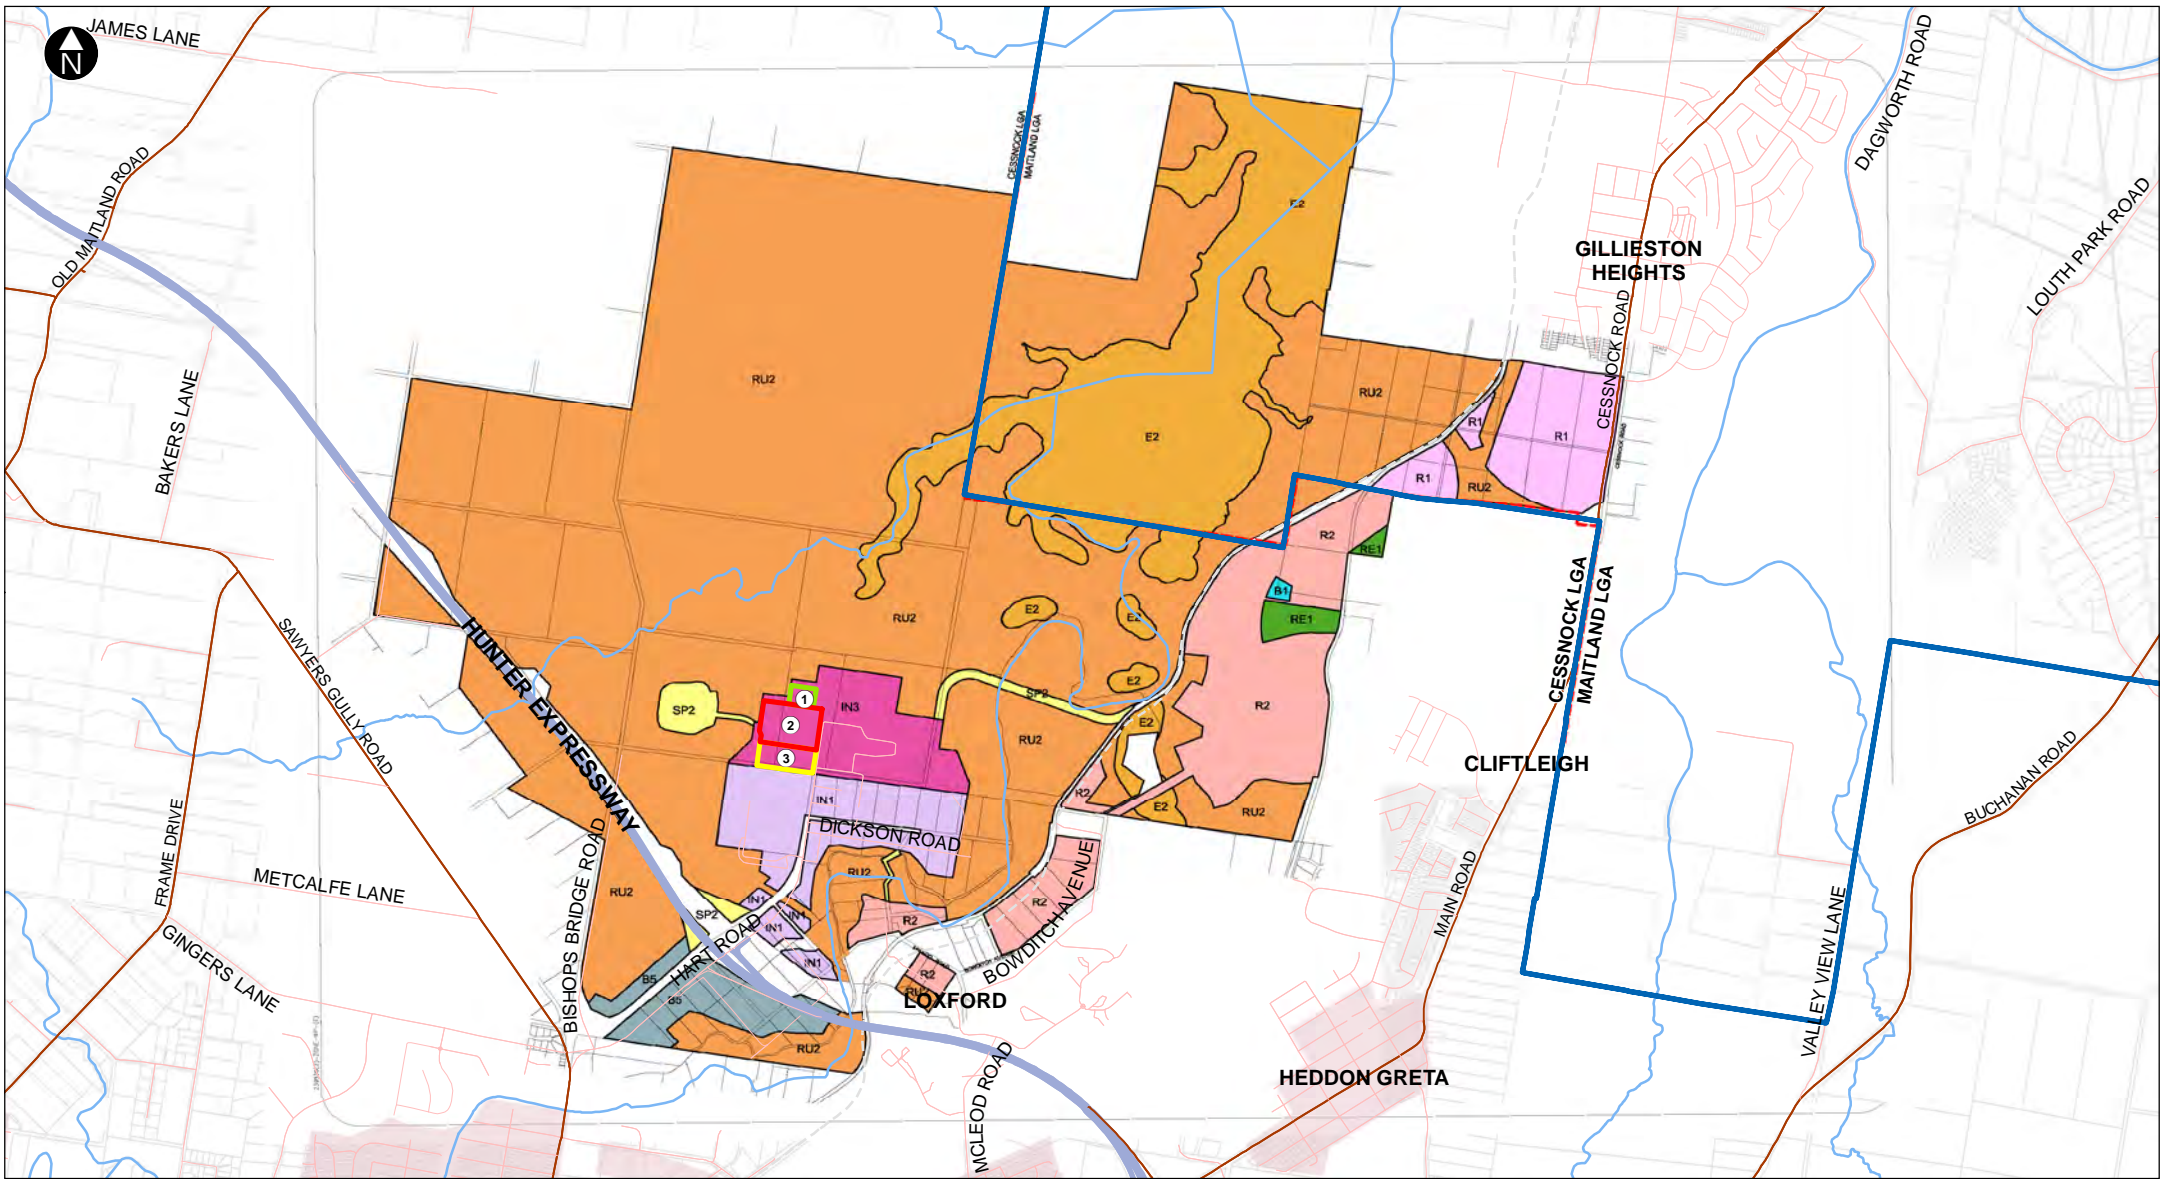 JAMES LANE
N
DAGWORTH ROAD
CESSNOCK LGA
MAITLAND LGA
OLD MAITLAND ROAD
LOUTH PARK ROAD
E2
GILLIESTON
HEIGHTS
CESSNOCK ROAD
RU2
RU2
BAKERS LANE
R1
R1
E2
CESSNOCK ROAD
R1
RU2
R2
RE1
B1
RE1
E2
E2
RU2
CESSNOCK LGA
MAITLAND LGA
HUNTER EXPRESSWAY
SAWYERS GULLY ROAD
E2
SP2
SP2
1
IN3
2
R2
E2
RU2
3
CLIFTLEIGH
R2
E2
RU2
IN1
DICKSON ROAD
BUCHANAN ROAD
FRAME DRIVE
METCALFE LANE
BISHOPS BRIDGE ROAD
RU2
RU2
MAIN ROAD
VALLEY VIEW LANE
SP2
IN1
IN1
IN1
R2
R2
BOWDITCH AVENUE
GINGERS LANE
HART ROAD
IN1
B5
B5
R2
RU2
LOXFORD
RU2
MCLEOD ROAD
HEDDON GRETA